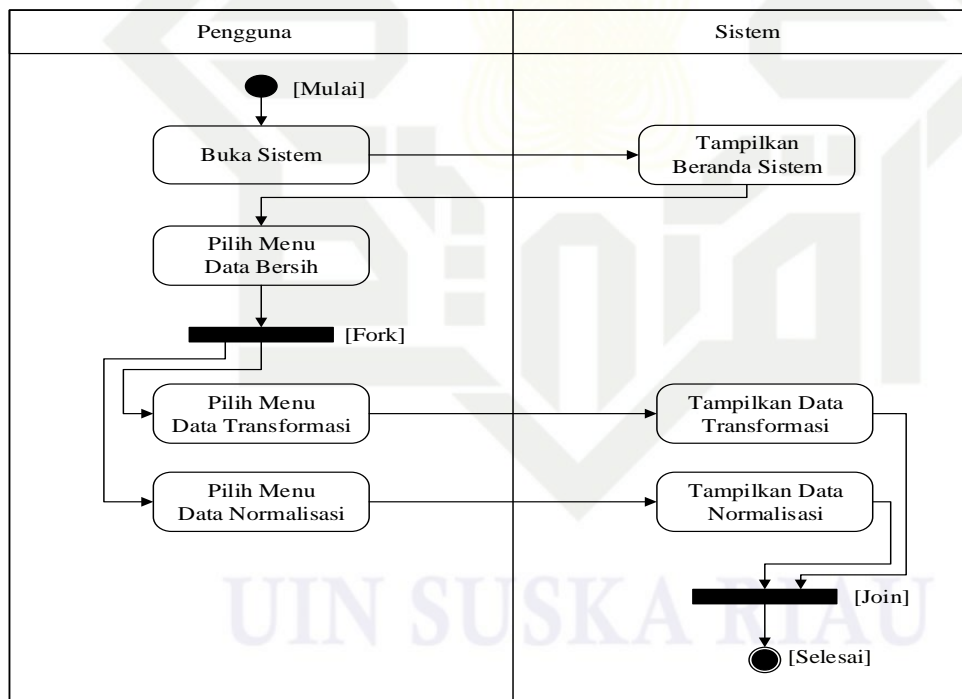 Pengguna
Sistem
[Mulai]
Buka Sistem
Tampilkan
Beranda Sistem
Pilih Menu
Data Bersih
[Fork]
Pilih Menu
Data Transformasi
Tampilkan Data
Transformasi
Pilih Menu
Data Normalisasi
Tampilkan Data
Normalisasi
UIN SUSKA RIAU
[Join]
[Selesai]